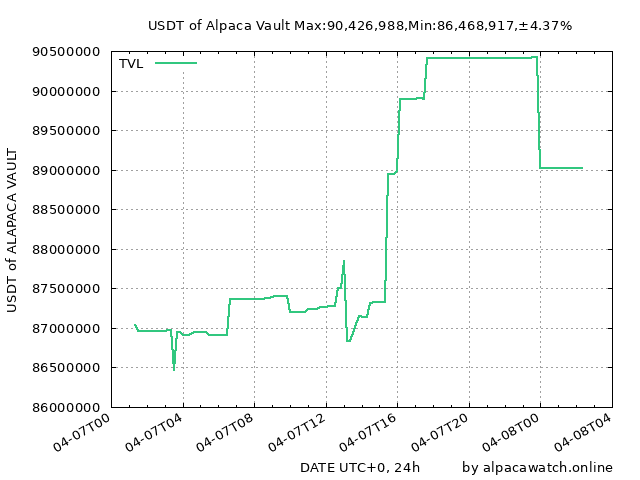 USDT of Alpaca Vault Max:90,426,988,Min:86,468,917,±4.37%
TVL
90500000
90000000
89500000
89000000
88500000
88000000
87500000
87000000
86500000
86000000
USDT of ALAPACA VAULT
04-07T00
04-07T04
04-07T08
04-07T12
04-07T16
04-07T20
04-08T00
04-08T04
DATE UTC+0, 24h
by alpacawatch.online